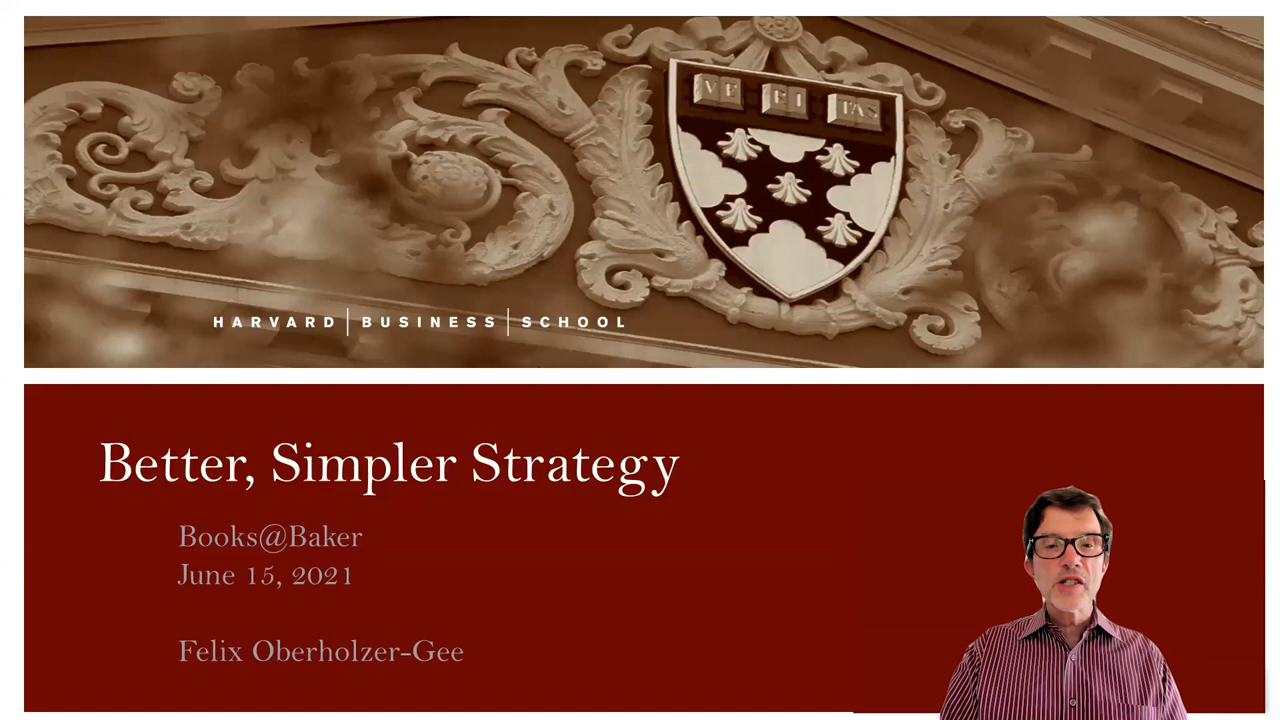 VE RI TAS
HARVARD | BUSINESS | SCHOOL
Better, Simpler Strategy
Books@Baker
June 15, 2021
Felix Oberholzer-Gee